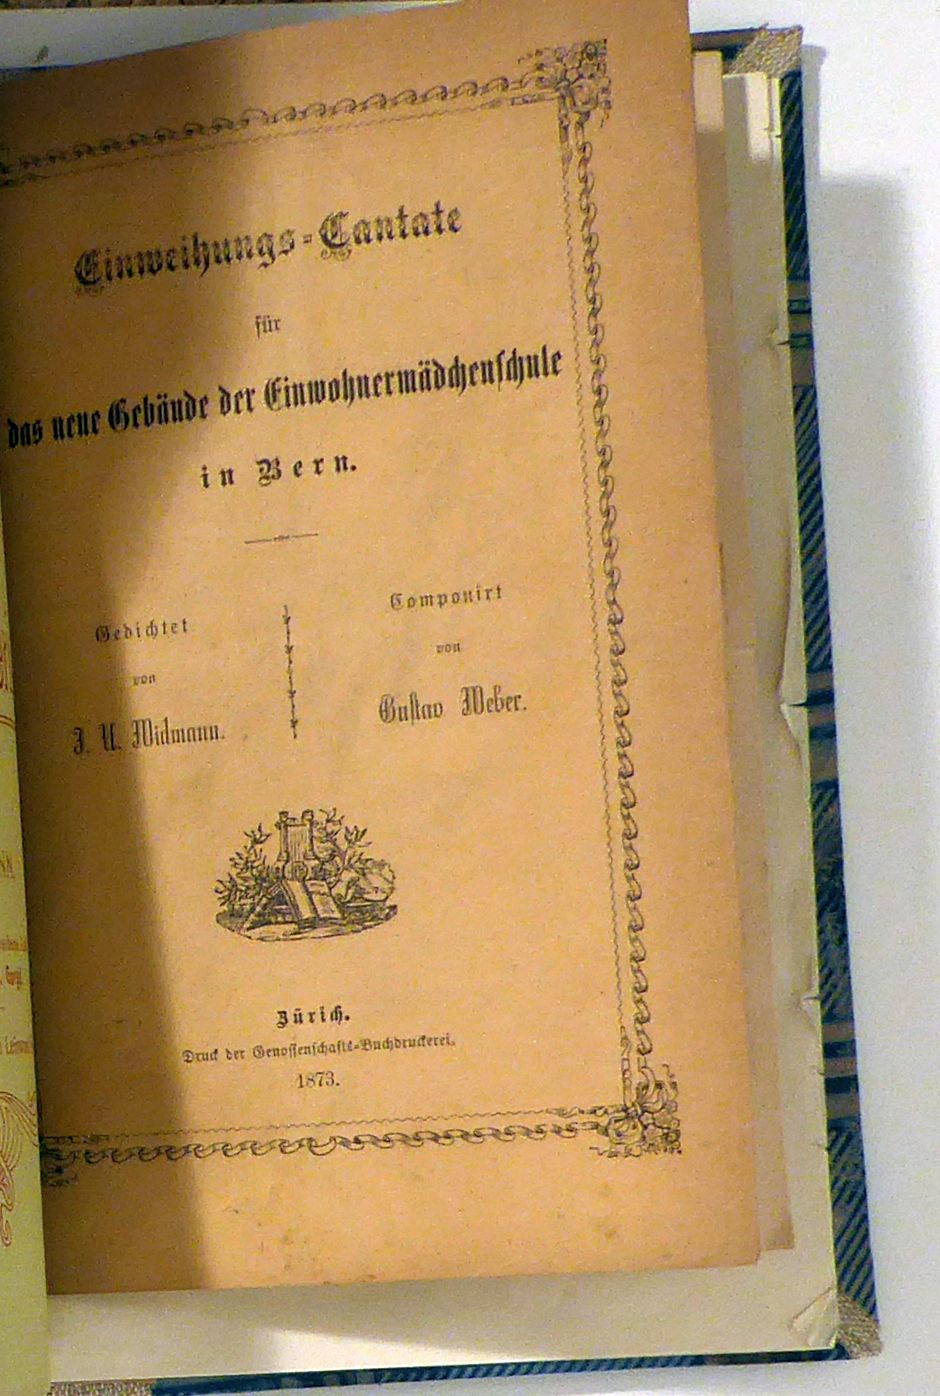 Einweihungs-Cantate
für
das neue Gebäude der Einwohnermädchenschule
in Bern.
Gedichtet
von
J. V. Widmann.
Componirt
von
Gustav Weber.
Zürich.
Druck der Genossenschafts-Buchdruckerei.
1873.